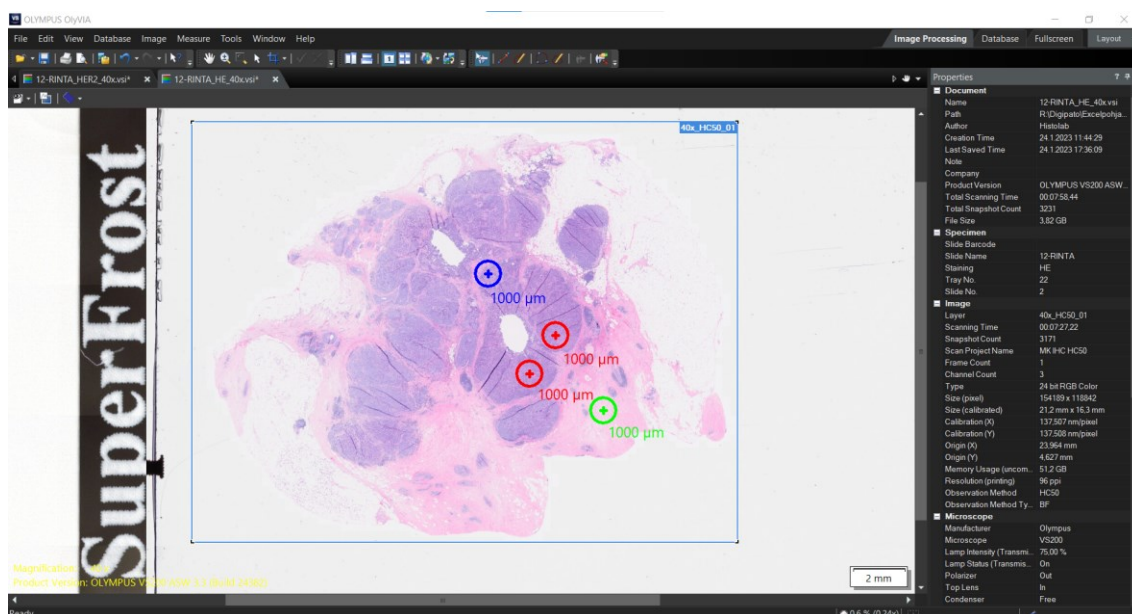 VS OLYMPUS OlyVIA
File Edit View Database Image Measure Tools Window Help
Image Processing Database Fullscreen Layout
12-RINTA_HER2_40x.vsi*
12-RINTA_HE_40x.vsi*
SuperFrost
40x_HC50_01
1000 µm
1000 µm
1000 µm
1000 µm
Magnification:
Product Version: OLYMPUS
2 mm
Ready
Properties
Document
Name 12-RINTA_HE_40x.vsi
Path R:\Digipato\Excelpohja...
Author Histolab
Creation Time 24.1.2023 11:44:29
Last Saved Time 24.1.2023 17:36:09
Note
Company
Product Version OLYMPUS VS200 ASW...
Total Scanning Time 00:07:58,44
Total Snapshot Count 3231
File Size 3,82 GB
Specimen
Slide Barcode
Slide Name 12-RINTA
Staining HE
Tray No. 22
Slide No. 2
Image
Layer 40x_HC50_01
Scanning Time 00:07:27,22
Snapshot Count 3171
Scan Project Name MK IHC HC50
Frame Count 1
Channel Count 3
Type 24 bit RGB Color
Size (pixel) 154189 x 118842
Size (calibrated) 21,2 mm x 16,3 mm
Calibration (X) 137,507 nm/pixel
Calibration (Y) 137,508 nm/pixel
Origin (X) 23,964 mm
Origin (Y) 4,627 mm
Memory Usage (uncom... 51,2 GB
Resolution (printing) 96 ppi
Observation Method HC50
Observation Method Ty... BF
Microscope
Manufacturer Olympus
Microscope VS200
Lamp Intensity (Transmi... 75,00 %
Lamp Status (Transmis... On
Polarizer Out
Top Lens In
Condenser Free